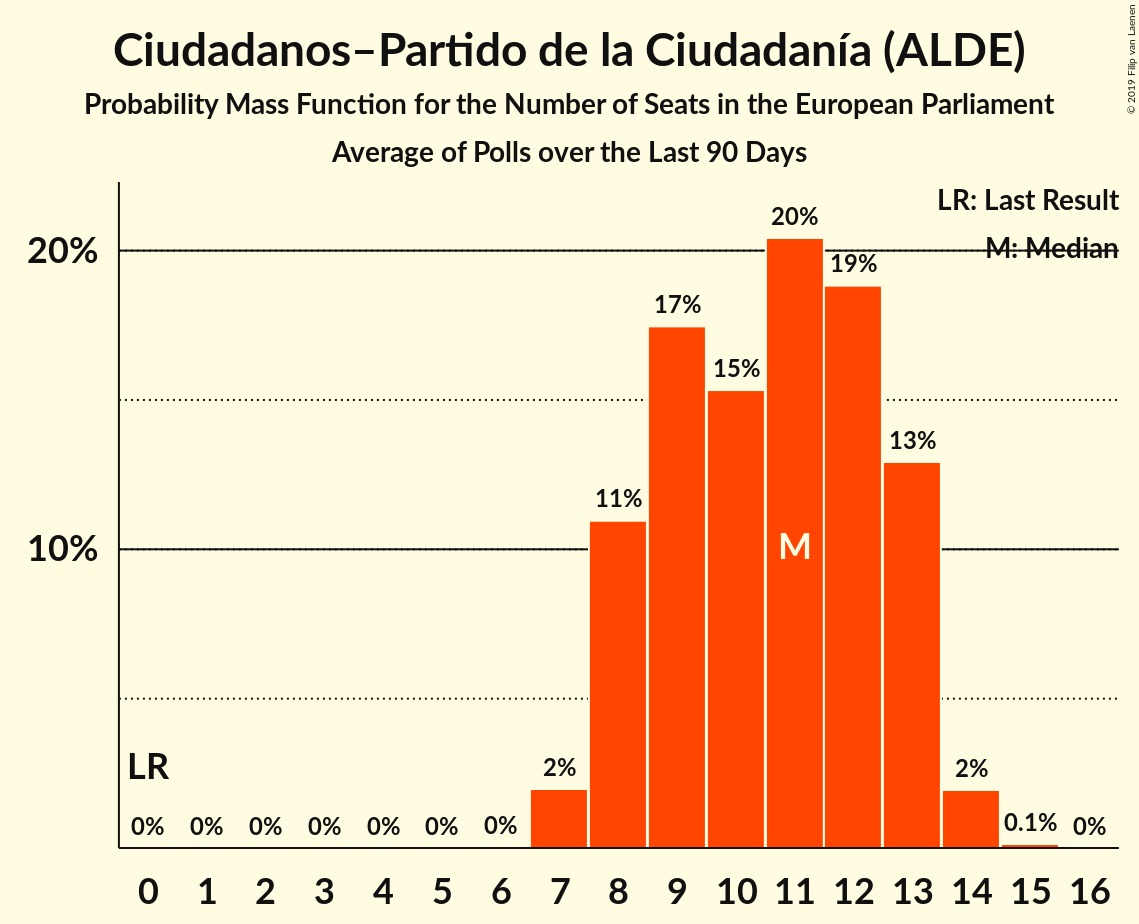 Ciudadanos–Partido de la Ciudadanía (ALDE)
Probability Mass Function for the Number of Seats in the European Parliament
Average of Polls over the Last 90 Days
© 2019 Filip van Laenen
LR: Last Result
M: Median
20%
10%
20%
19%
17%
15%
13%
11%
M
LR
2%
2%
0% 0% 0% 0% 0% 0% 0% 0.1% 0%
0 1 2 3 4 5 6 7 8 9 10 11 12 13 14 15 16